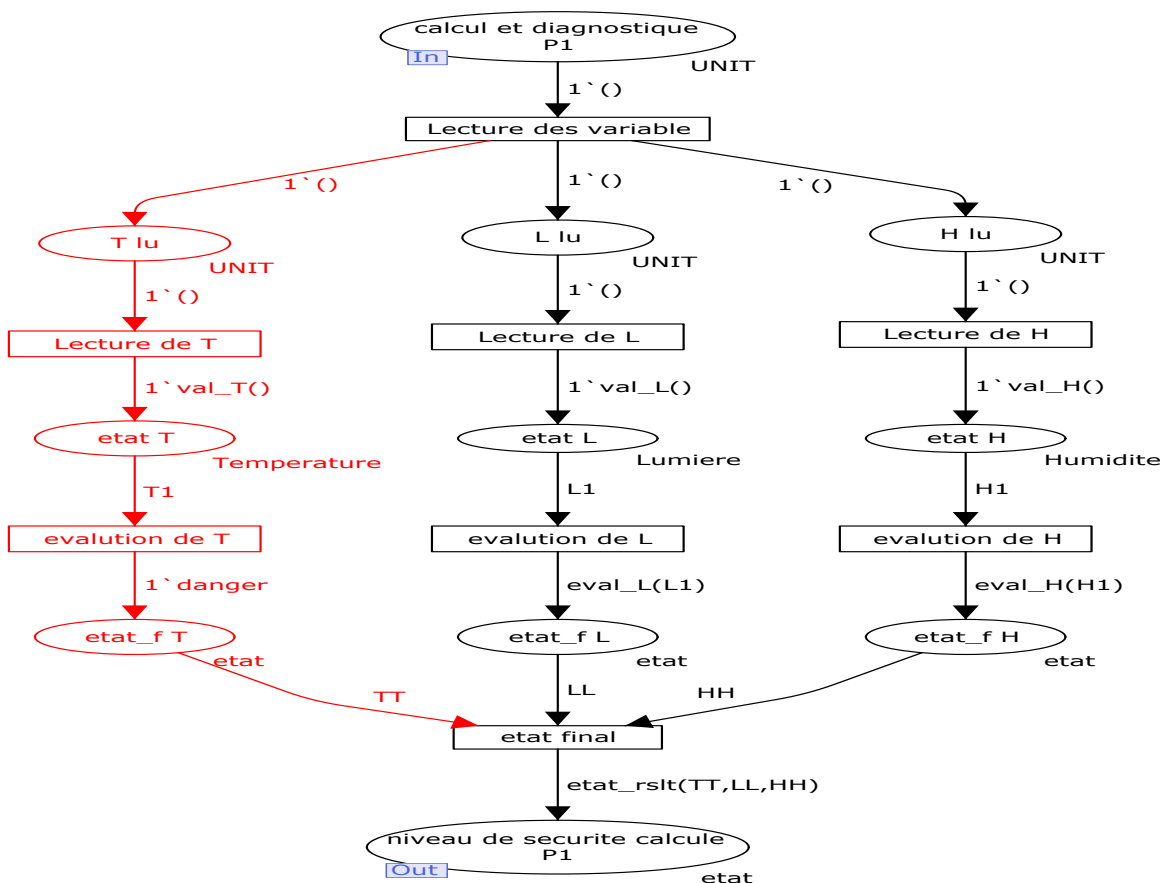 calcul et diagnostique
P1
In
UNIT
1`()
Lecture des variable
1`()
1`()
1`()
T lu
L lu
H lu
UNIT
UNIT
UNIT
1`()
1`()
1`()
Lecture de T
Lecture de L
Lecture de H
1`val_T()
1`val_L()
1`val_H()
etat T
etat L
etat H
Temperature
Lumiere
Humidite
T1
L1
H1
evalution de T
evalution de L
evalution de H
1`danger
eval_L(L1)
eval_H(H1)
etat_f T
etat_f L
etat_f H
etat
etat
etat
TT
LL
HH
etat final
etat_rslt(TT,LL,HH)
niveau de securite calcule
P1
Out
etat